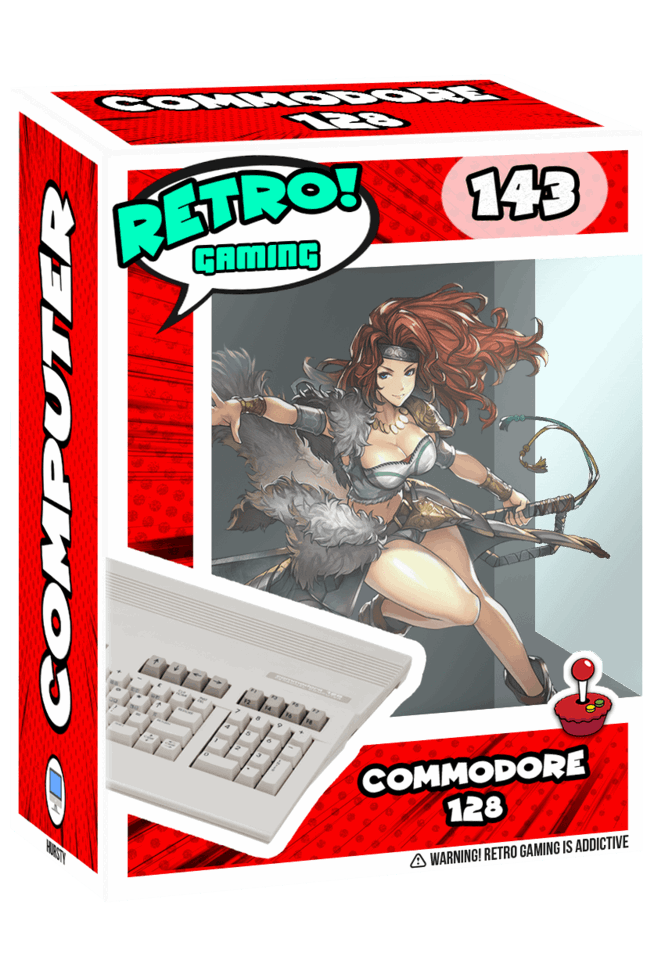 COMMODORE
128
RETRO!
GAMING
143
COMPUTER
COMMODORE
128
WARNING! RETRO GAMING IS ADDICTIVE
HURSTY